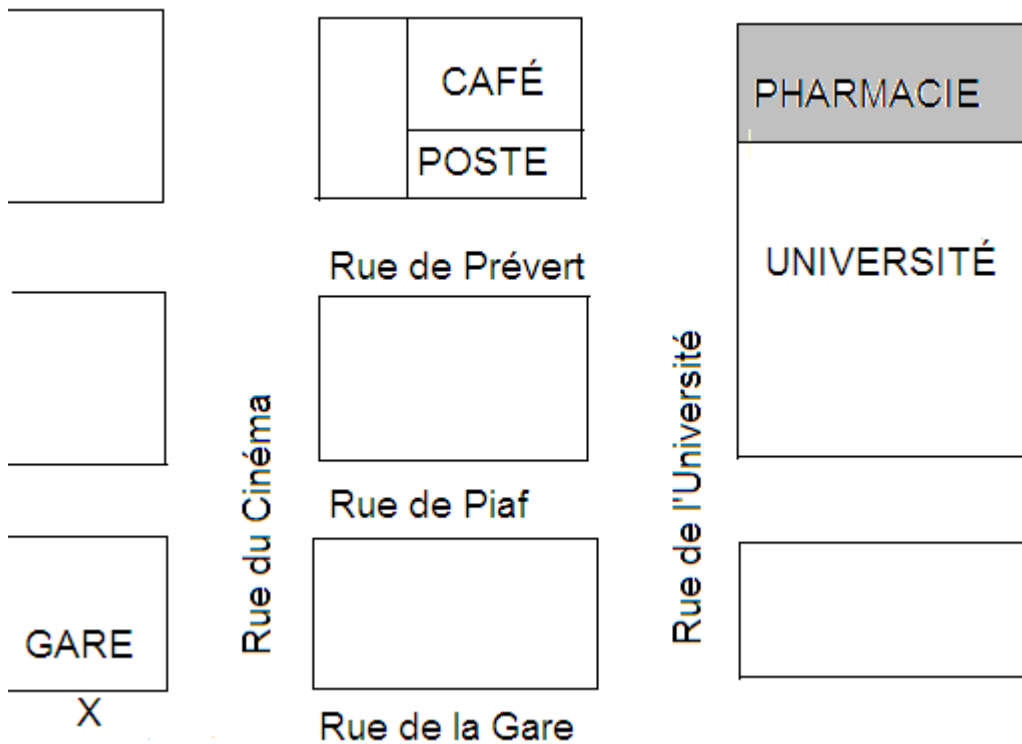 CAFÉ
PHARMACIE
POSTE
UNIVERSITÉ
Rue de Prévert
Rue du Cinéma
Rue de l'Université
Rue de Piaf
GARE
X
Rue de la Gare